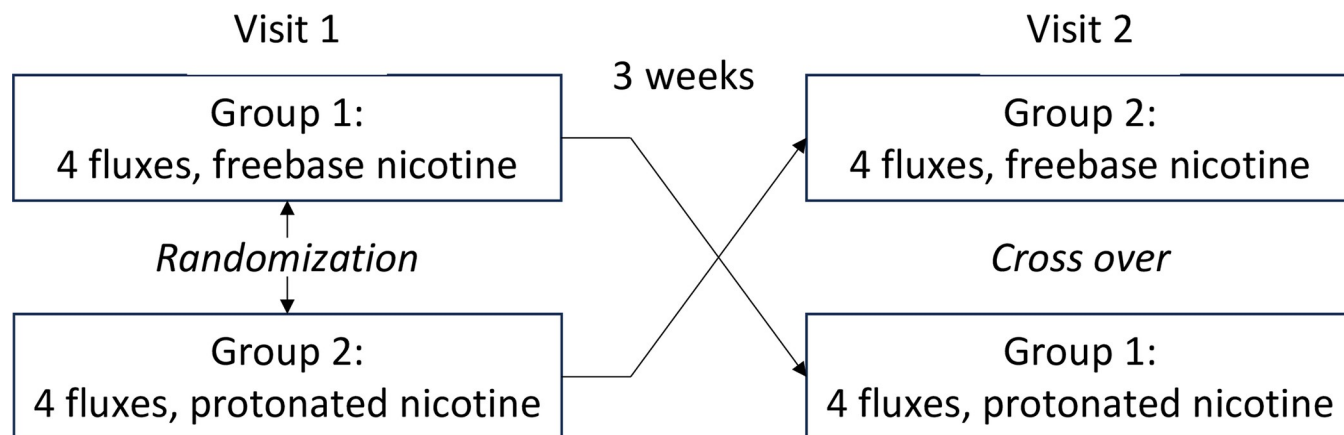 Visit 1
Visit 2
3 weeks
Group 1:
4 fluxes, freebase nicotine
Group 2:
4 fluxes, freebase nicotine
Randomization
Cross over
Group 2:
4 fluxes, protonated nicotine
Group 1:
4 fluxes, protonated nicotine